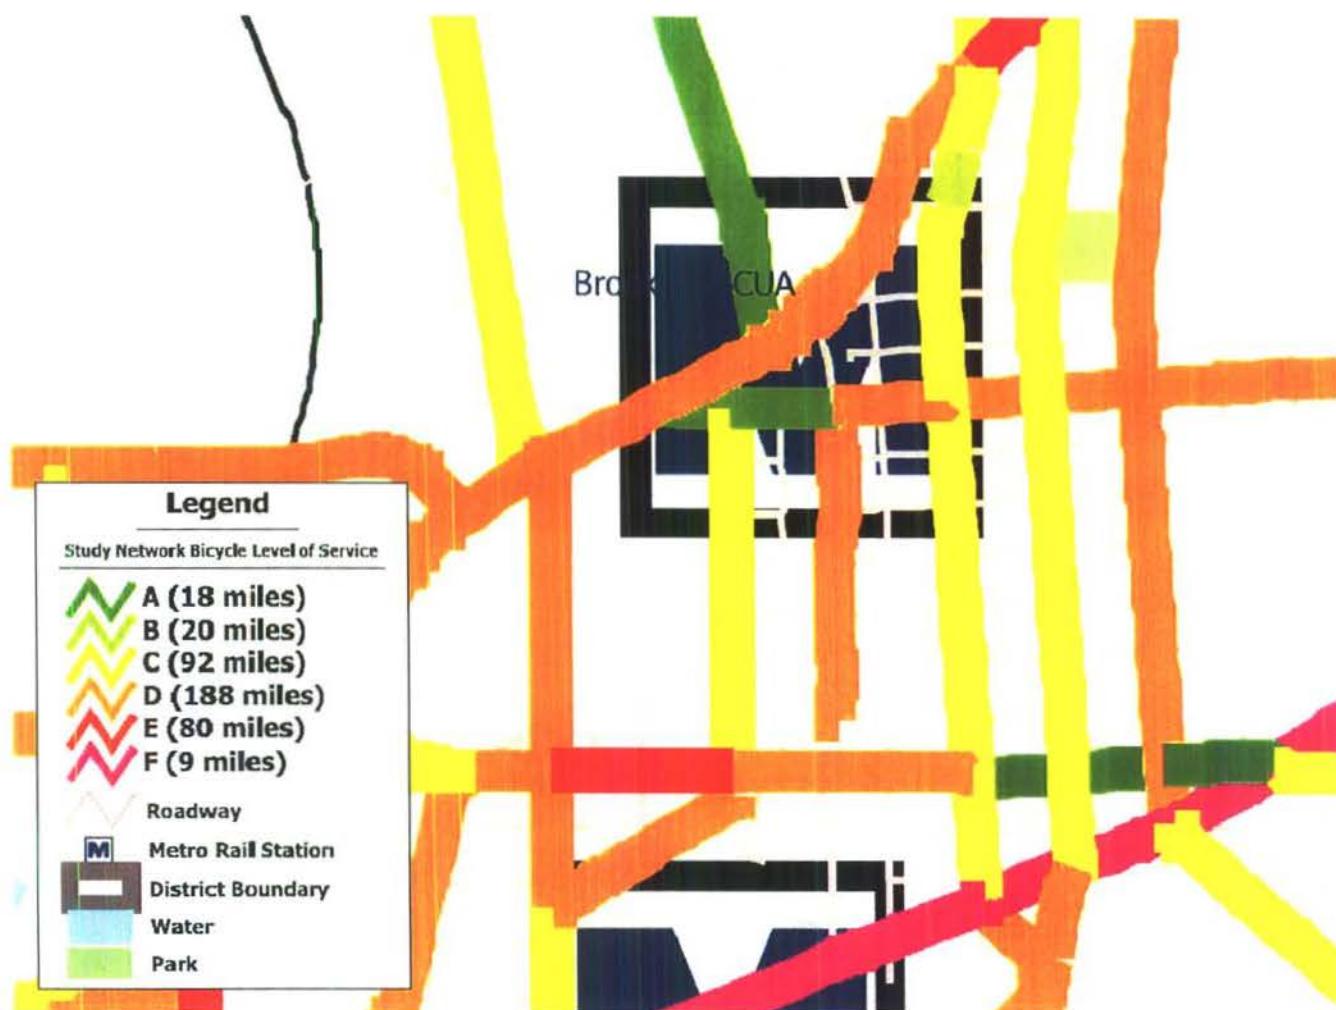 Bro CUA
Legend
Study Network Bicycle Level of Service
A (18 miles)
B (20 miles)
C (92 miles)
D (188 miles)
E (80 miles)
F (9 miles)
Roadway
M Metro Rail Station
District Boundary
Water
Park